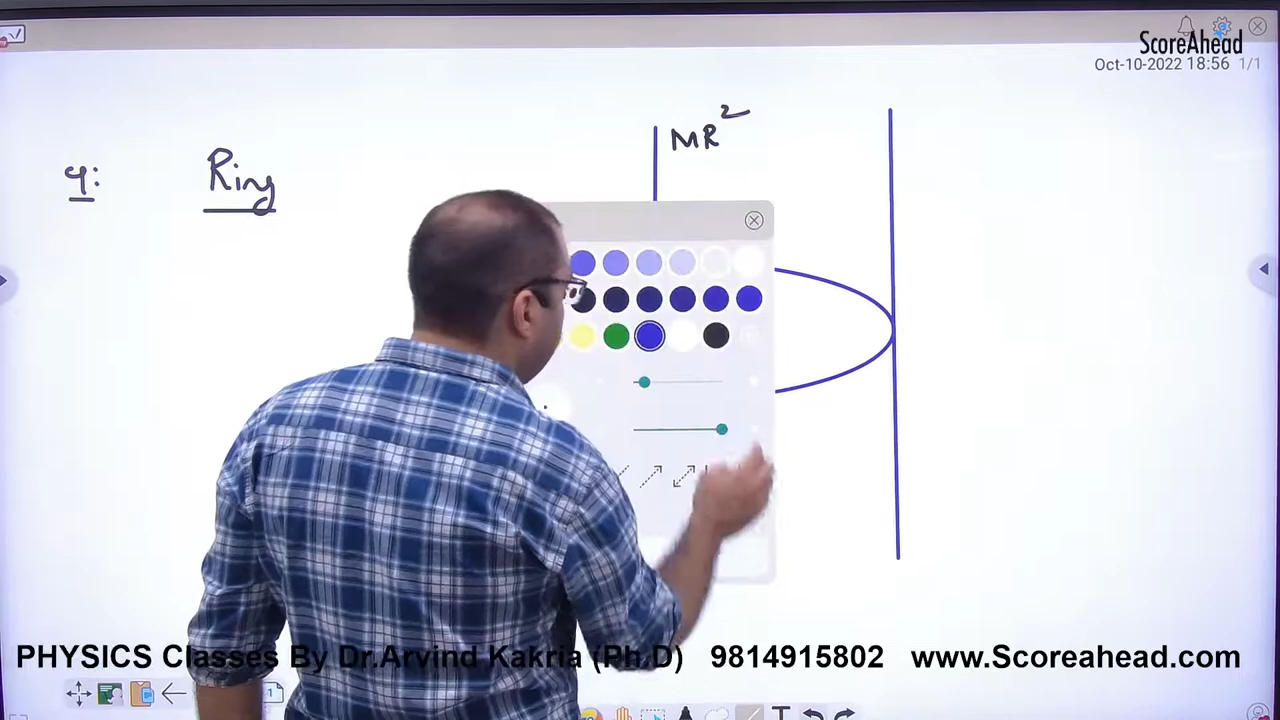 ScoreAhead
Oct-10-2022 18:56 1/1
MR²
4:
Ring
PHYSICS Classes By Dr.Arvind Kakria (Ph.D) 9814915802 www.Scoreahead.com
1
T